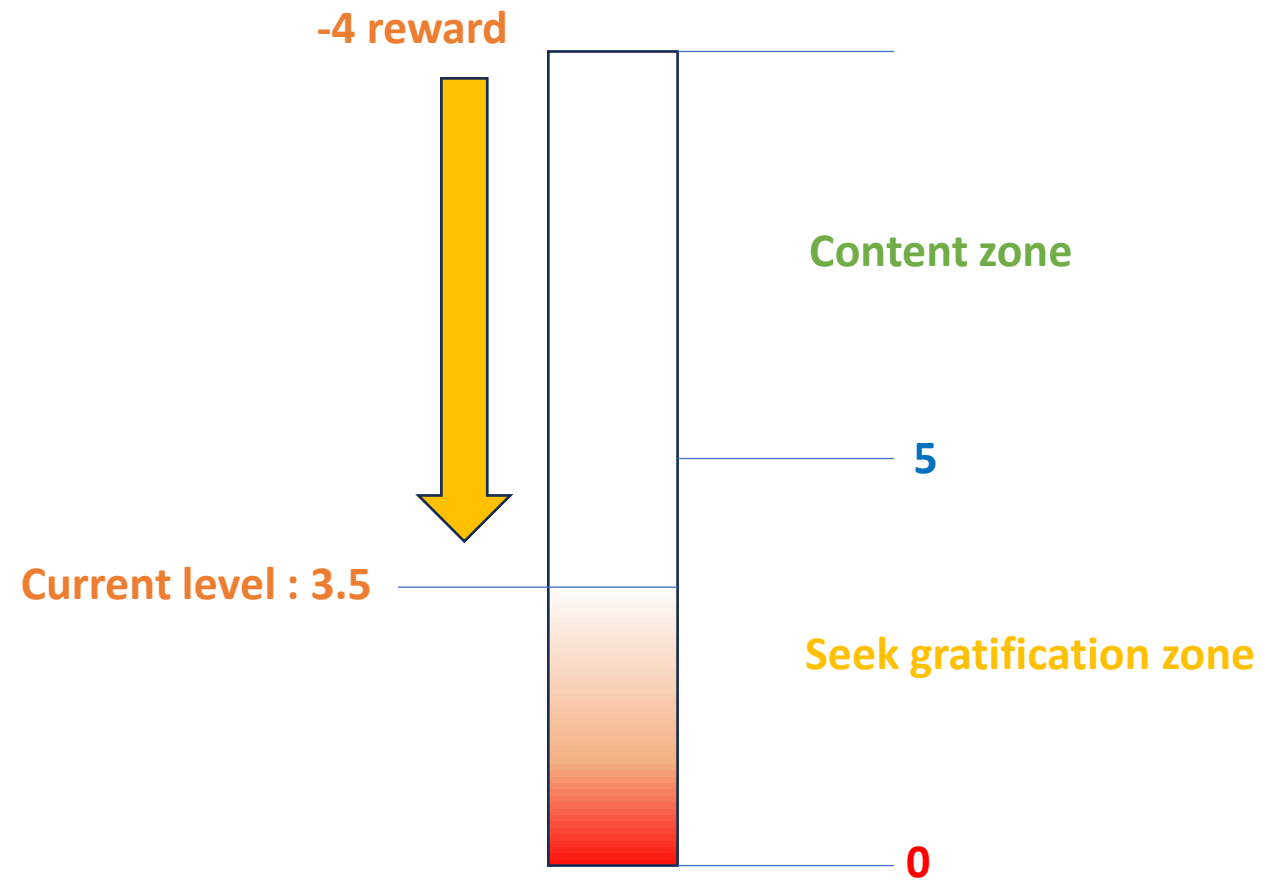 -4 reward
Content zone
5
Current level : 3.5
Seek gratification zone
0